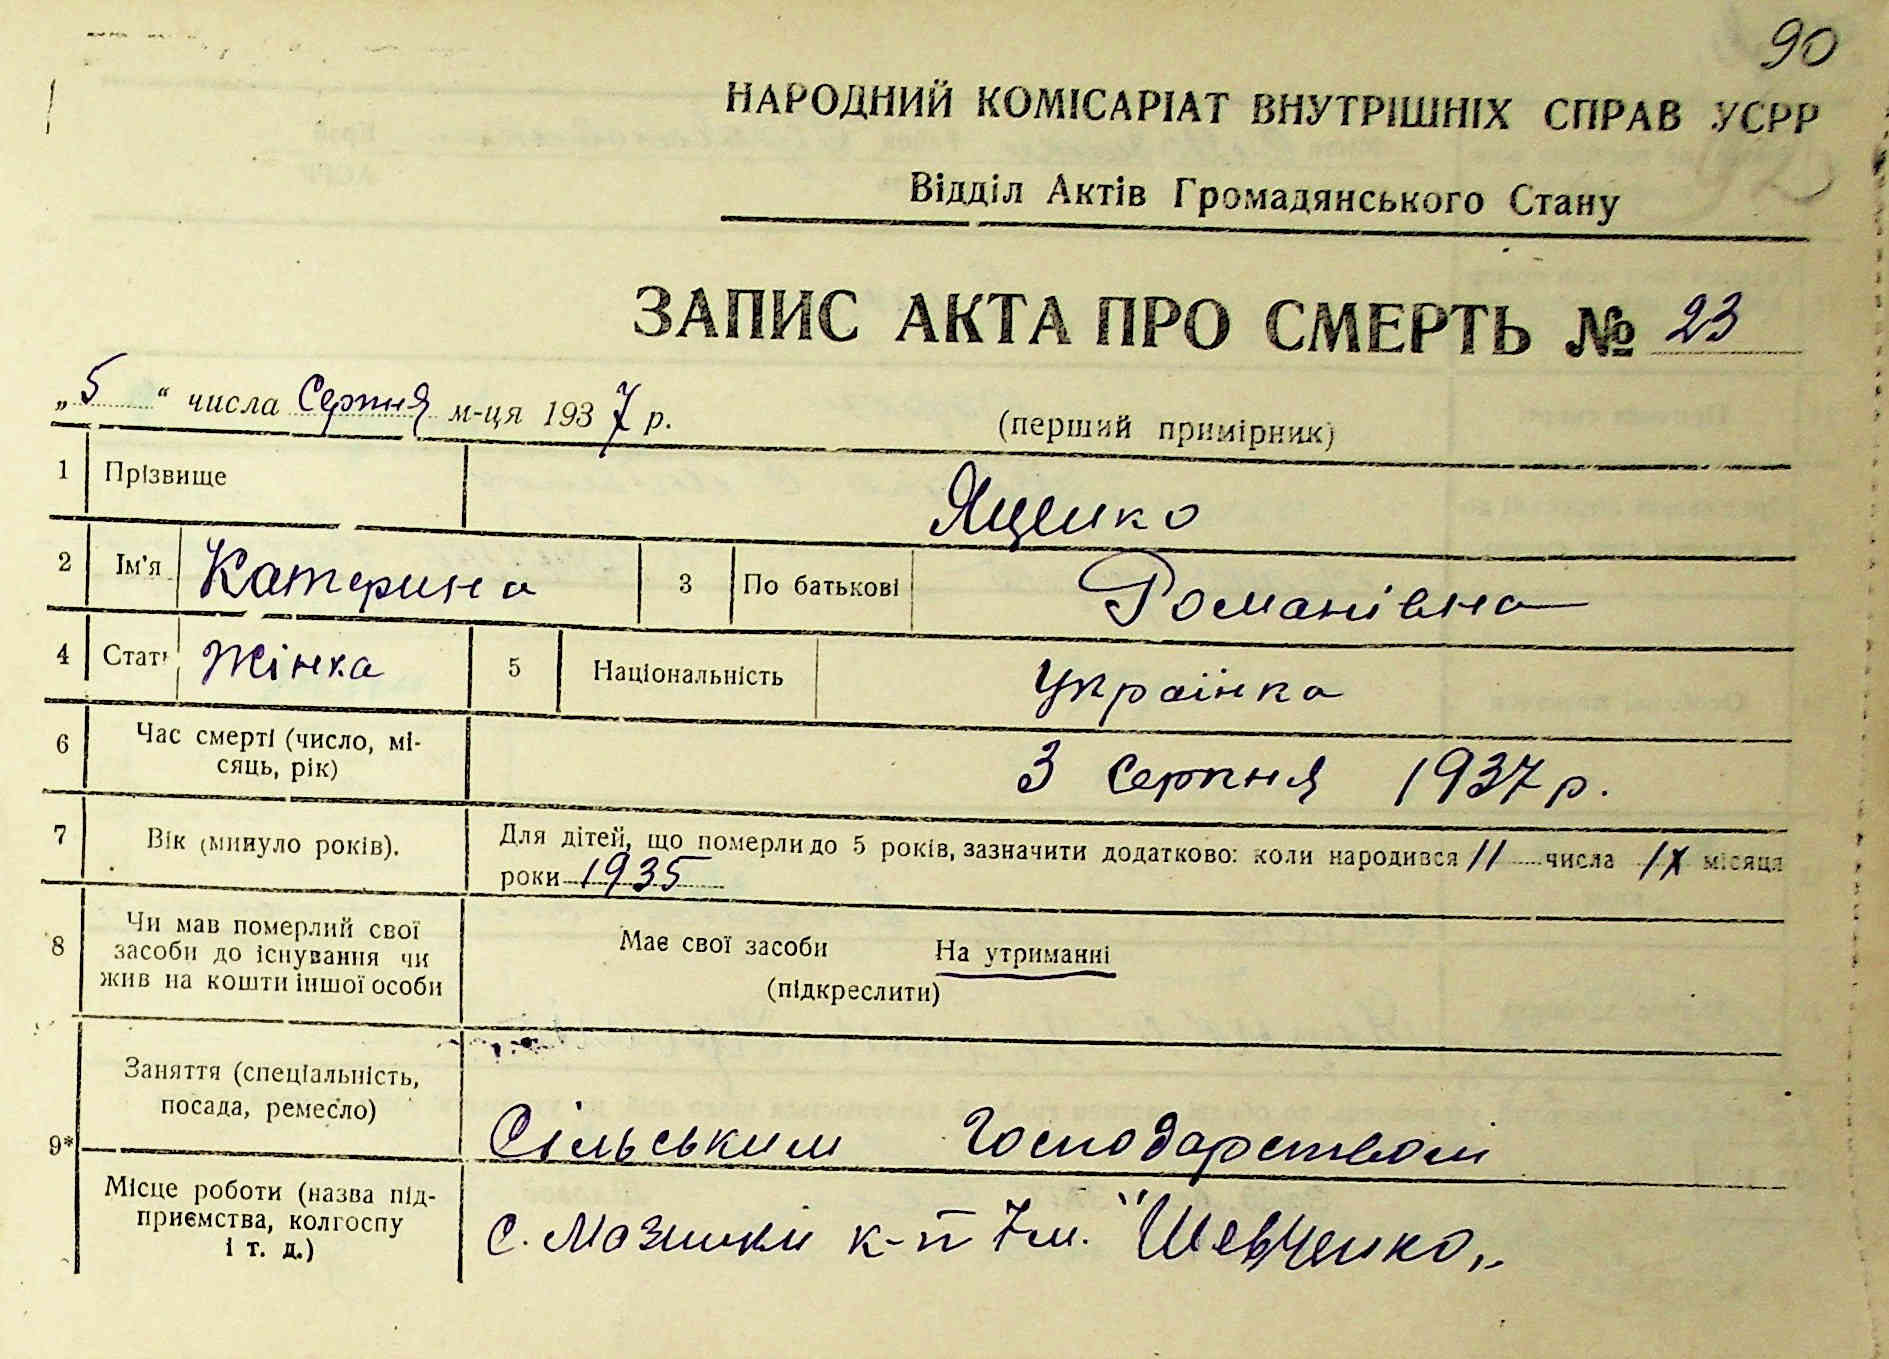 90
НАРОДНИЙ КОМІСАРІАТ ВНУТРІШНІХ СПРАВ УСРР
Відділ Актів Громадянського Стану
ЗАПИС АКТА ПРО СМЕРТЬ № 23
„5“ числа Серпня м-ця 1937 р.
(перший примірник)
1 Прізвище Яценко
2 Ім'я Катерина 3 По батькові Романівна
4 Стать Жінка 5 Національність Українка
6 Час смерті (число, мі-
сяць, рік) 3 Серпня 1937 р.
7 Вік (минуло років). Для дітей, що померли до 5 років, зазначити додатково: коли народився 11 числа IX місяця
роки 1935
8 Чи мав померлий свої
засоби до існування чи
жив на кошти іншої особи
Має свої засоби На утриманні
(підкреслити)
9* Заняття (спеціальність,
посада, ремесло) Сільським Господарством
Місце роботи (назва під-
приємства, колгоспу
і т. д.)
с. Мазинки к-п Ім. "Шевченко„